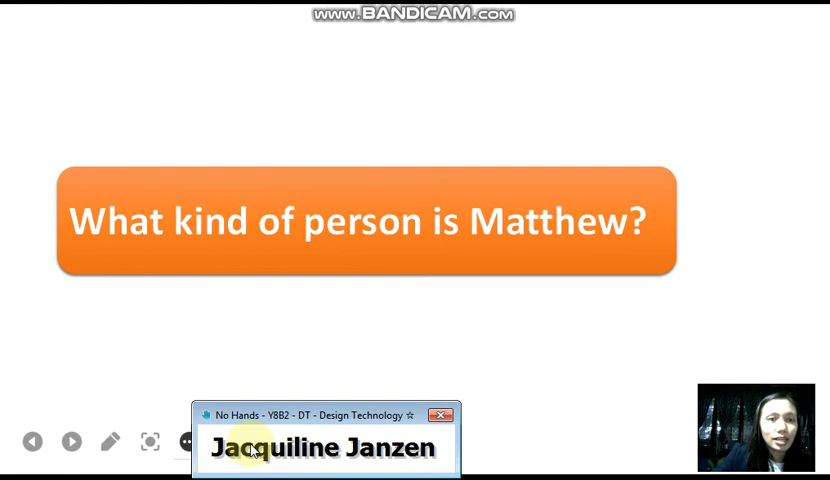 www.BANDICAM.com
What kind of person is Matthew?
No Hands - Y8B2 - DT - Design Technology ☆
Jacquiline Janzen